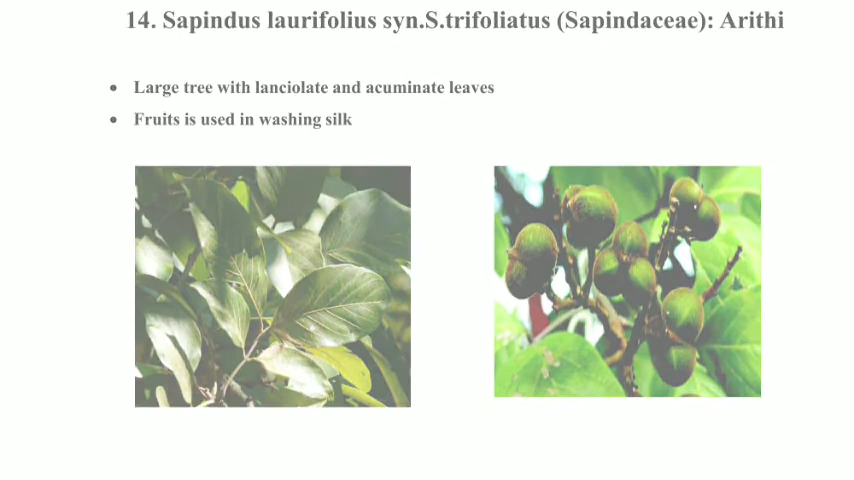 14. Sapindus laurifolius syn.S.trifoliatus (Sapindaceae): Arithi
• Large tree with lanciolate and acuminate leaves
• Fruits is used in washing silk